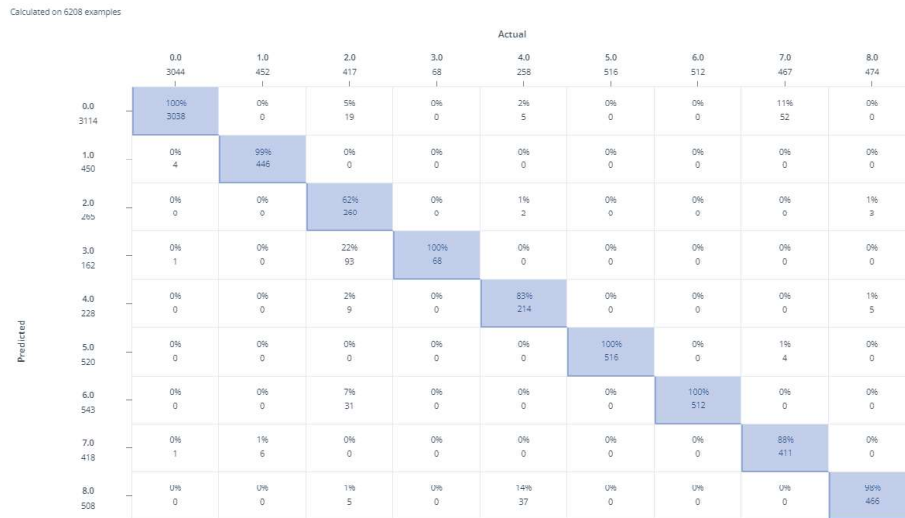 Calculated on 6208 examples
Actual
0.0 1.0 2.0 3.0 4.0 5.0 6.0 7.0 8.0
3044 452 417 68 258 516 512 467 474
0.0 100% 0% 5% 0% 2% 0% 0% 11% 0%
3114 3038 0 19 0 5 0 0 52 0
1.0 0% 99% 0% 0% 0% 0% 0% 0% 0%
450 4 446 0 0 0 0 0 0 0
2.0 0% 0% 62% 0% 1% 0% 0% 0% 1%
265 0 0 260 0 2 0 0 0 3
3.0 0% 0% 22% 100% 0% 0% 0% 0% 0%
162 1 0 93 68 0 0 0 0 0
4.0 0% 0% 2% 0% 83% 0% 0% 0% 1%
228 0 0 9 0 214 0 0 0 5
Predicted
5.0 0% 0% 0% 0% 0% 100% 0% 1% 0%
520 0 0 0 0 0 516 0 4 0
6.0 0% 0% 7% 0% 0% 0% 100% 0% 0%
543 0 0 31 0 0 0 512 0 0
7.0 0% 1% 0% 0% 0% 0% 0% 88% 0%
418 1 6 0 0 0 0 0 411 0
8.0 0% 0% 1% 0% 14% 0% 0% 0% 98%
508 0 0 5 0 37 0 0 0 466